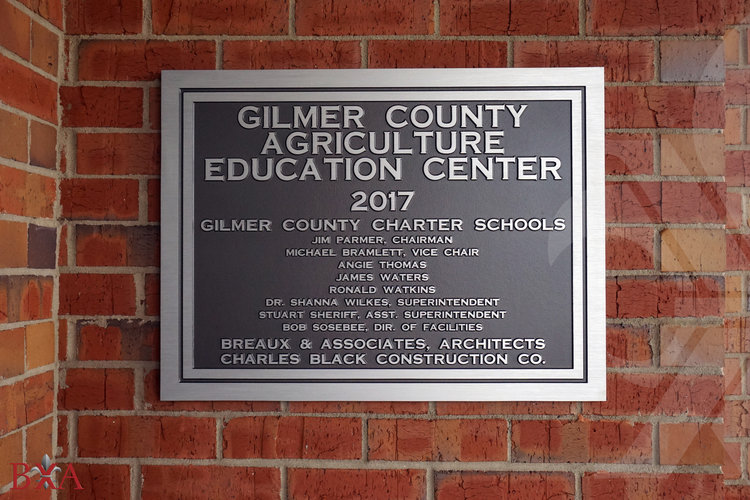 GILMER COUNTY
AGRICULTURE
EDUCATION CENTER
2017
GILMER COUNTY CHARTER SCHOOLS
JIM PARMER, CHAIRMAN
MICHAEL BRAMLETT, VICE CHAIR
ANGIE THOMAS
JAMES WATERS
RONALD WATKINS
DR. SHANNA WILKES, SUPERINTENDENT
STUART SHERIFF, ASST. SUPERINTENDENT
BOB SOSEBEE, DIR. OF FACILITIES
BREAUX & ASSOCIATES, ARCHITECTS
CHARLES BLACK CONSTRUCTION CO.
B A